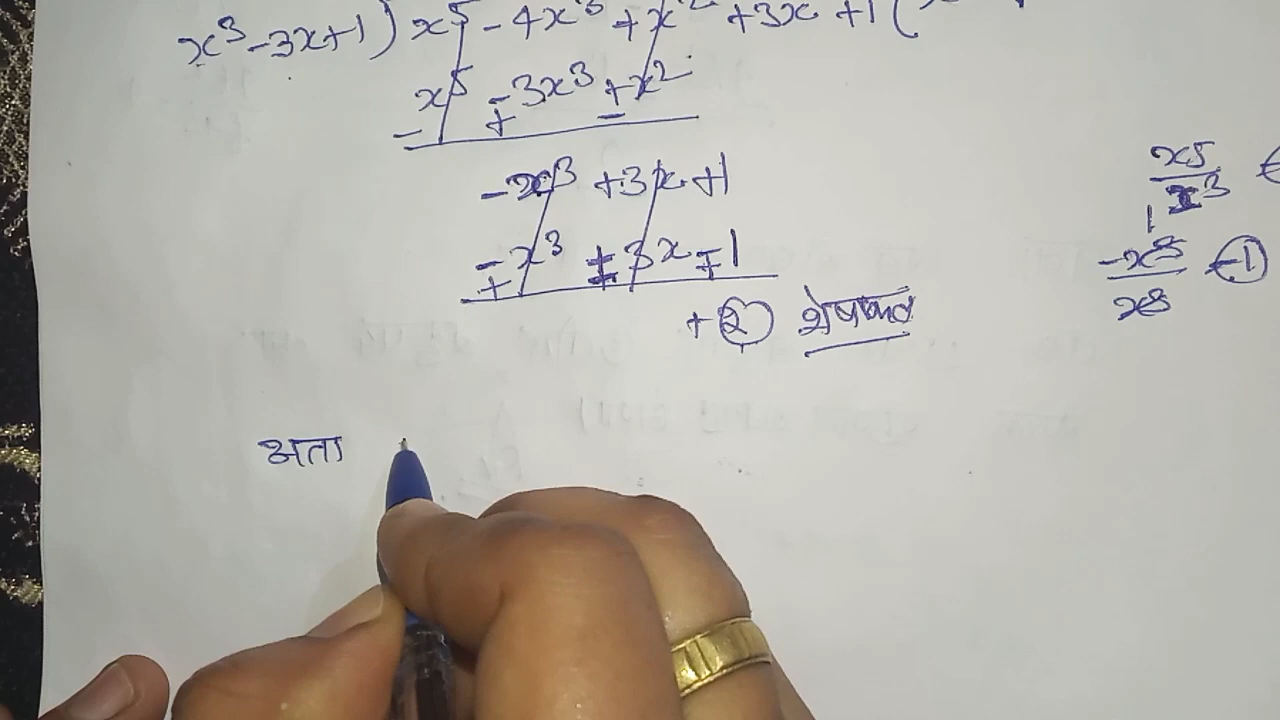 x³-3x+1) x⁵ - 4x³ + x² + 3x + 1 (
x⁵ - 3x³ + x²
- + -
-x³ + 3x + 1
-x³ + 3x - 1
+ - +
+ ② शेषफल
x⁵
x³
-x³ -1
x³
अता